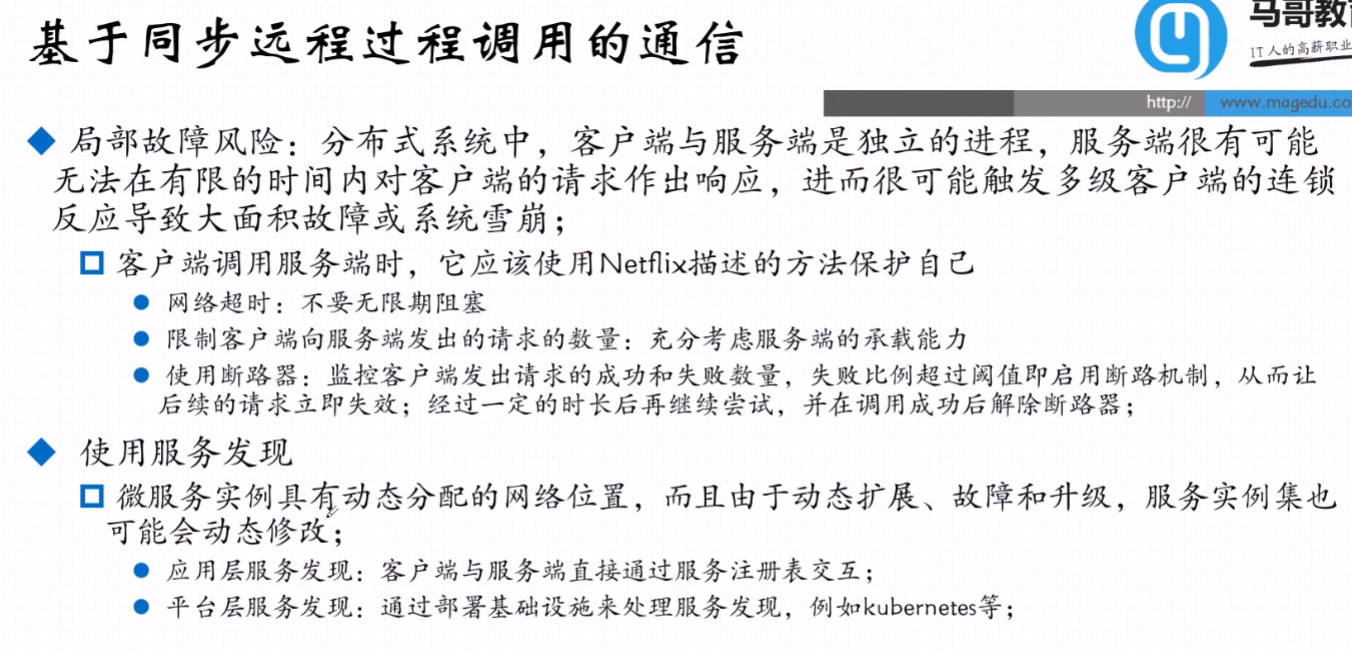 基于同步远程过程调用的通信
马哥教育
IT人的高薪职业
http://
www.magedu.co
局部故障风险：分布式系统中，客户端与服务端是独立的进程，服务端很有可能
无法在有限的时间内对客户端的请求作出响应，进而很可能触发多级客户端的连锁
反应导致大面积故障或系统雪崩；
客户端调用服务端时，它应该使用Netflix描述的方法保护自己
网络超时：不要无限期阻塞
限制客户端向服务端发出的请求的数量：充分考虑服务端的承载能力
使用断路器：监控客户端发出请求的成功和失败数量，失败比例超过阈值即启用断路机制，从而让
后续的请求立即失效；经过一定的时长后再继续尝试，并在调用成功后解除断路器；
使用服务发现
微服务实例具有动态分配的网络位置，而且由于动态扩展、故障和升级，服务实例集也
可能会动态修改；
应用层服务发现：客户端与服务端直接通过服务注册表交互；
平台层服务发现：通过部署基础设施来处理服务发现，例如kubernetes等；